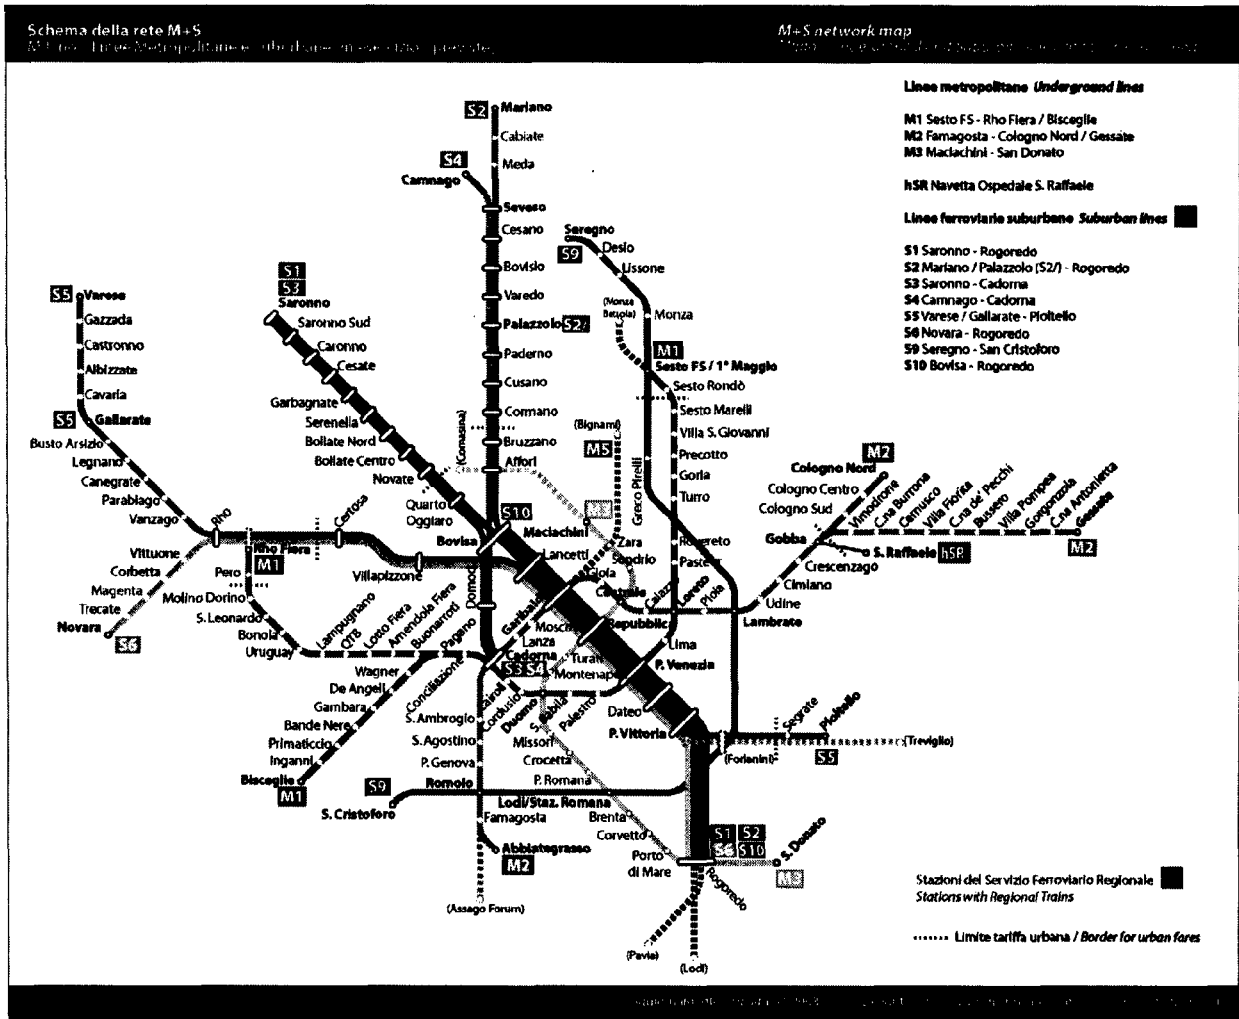 Schema della rete M+S
M+S network map
Linee metropolitane Underground lines
M1 Sesto FS - Rho Fiera / Bisceglie
M2 Famagosta - Cologno Nord / Gessate
M3 Maciachini - San Donato
hSR Navetta Ospedale S. Raffaele
Linee ferroviarie suburbane Suburban lines
S1 Saronno - Rogoredo
S2 Mariano / Palazzolo (S2/) - Rogoredo
S3 Saronno - Cadorna
S4 Camnago - Cadorna
S5 Varese / Gallarate - Pioltello
S6 Novara - Rogoredo
S9 Seregno - San Cristoforo
S10 Bovisa - Rogoredo
S2 Mariano
Cabiate
Meda
S4
Camnago
Seveso
Cesano
Bovisio
Varedo
Palazzolo S2/
Paderno
Cusano
Cormano
Bruzzano
Affori
(Comasina)
Seregno
S9
Desio
Lissone
(Monza Bettola)
Monza
M1
Sesto FS / 1° Maggio
Sesto Rondò
Sesto Marelli
Villa S. Giovanni
Precotto
Gorla
Turro
Rovereto
Pasteur
Loreto
Lima
P. Venezia
(Bignami)
M5
Greco Pirelli
S1
S3
Saronno
Saronno Sud
Caronno
Cesate
Garbagnate
Serenella
Bollate Nord
Bollate Centro
Novate
Quarto
Oggiaro
S10
Bovisa
S5 Varese
Gazzada
Castronno
Albizzate
Cavaria
S5 Gallarate
Busto Arsizio
Legnano
Canegrate
Parabiago
Vanzago
Rho
Certosa
Rho Fiera
M1
Villapizzone
Vittuone
Corbetta
Magenta
Trecate
Novara
S6
Pero
Molino Dorino
S. Leonardo
Bonola
Uruguay
Lampugnano
QT8
Lotto Fiera
Amendola Fiera
Buonarroti
Pagano
Conciliazione
Wagner
De Angeli
Gambara
Bande Nere
Primaticcio
Inganni
Bisceglie
M1
M3
Maciachini
Lancetti
Zara
Sondrio
Gioia
Centrale
Caiazzo
Piola
Lambrate
Garibaldi
Lanza
Cadorna
S3 S4
Repubblica
Turati
Montenapo
Cairoli
Cordusio
Duomo
S. Babila
Palestro
Dateo
P. Vittoria
Cologno Nord
M2
Cologno Centro
Cologno Sud
Gobba
Vimodrone
C.na Burrona
Cernusco
Villa Fiorita
C.na de' Pecchi
Bussero
Villa Pompea
Gorgonzola
C.na Antonietta
Gessate
M2
S. Raffaele hSR
Crescenzago
Cimiano
Udine
Segrate
Pioltello
S5
(Treviglio)
(Forlanini)
S. Ambrogio
S. Agostino
P. Genova
Romolo
Famagosta
Abbiategrasso
M2
(Assago Forum)
S9
S. Cristoforo
Missori
Crocetta
P. Romana
Lodi/Staz. Romana
Brenta
Corvetto
Porto
di Mare
S1 S2
S6 S10
Rogoredo
S. Donato
M3
(Pavia)
(Lodi)
Stazioni del Servizio Ferroviario Regionale
Stations with Regional Trains
Limite tariffa urbana / Border for urban fares